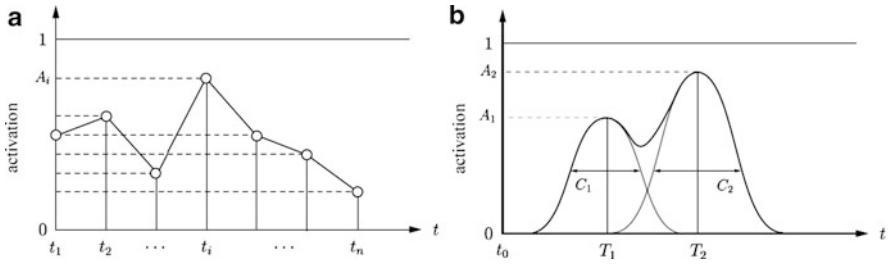 a
1
A_i
activation
0
t_1 t_2 ... t_i ... t_n t
b
1
A_2
A_1
activation
C_1 C_2
0
t_0 T_1 T_2 t